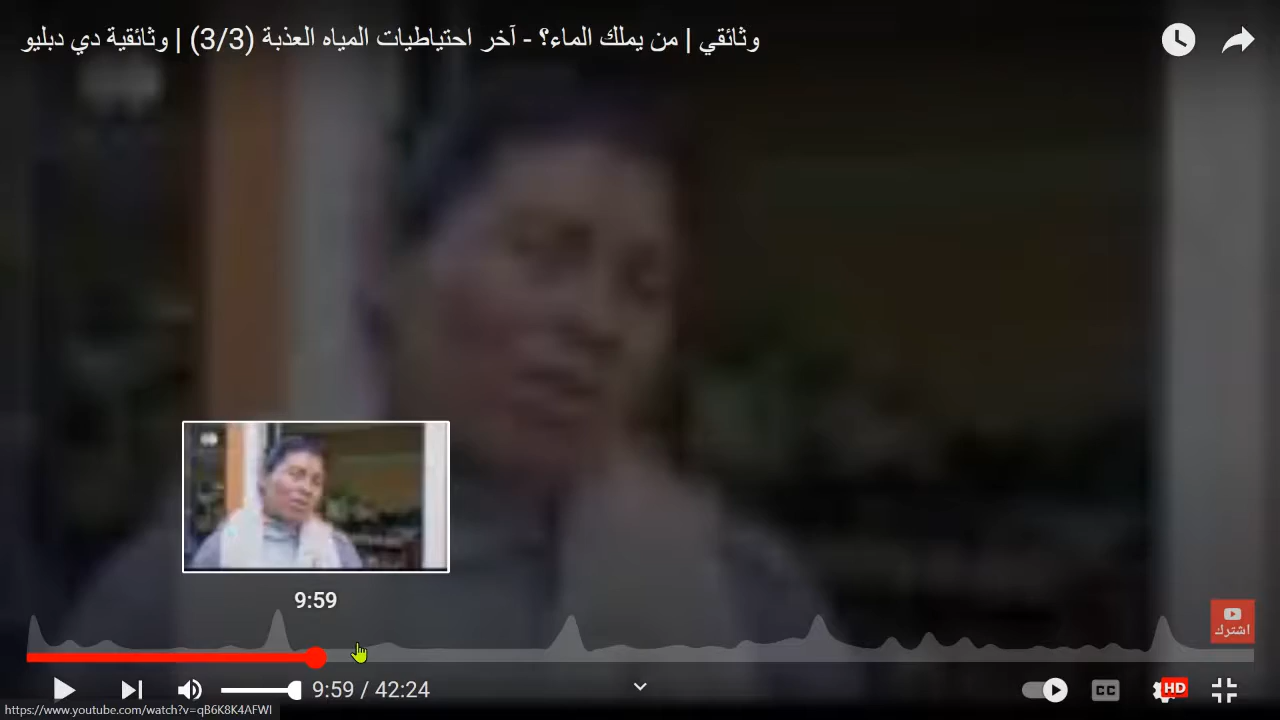 وثائقي | من يملك الماء؟ - آخر احتياطيات المياه العذبة (3/3) | وثائقية دي دبليو
9:59
اشترك
9:59 / 42:24
CC
HD
https://www.youtube.com/watch?v=qB6K8K4AFWI